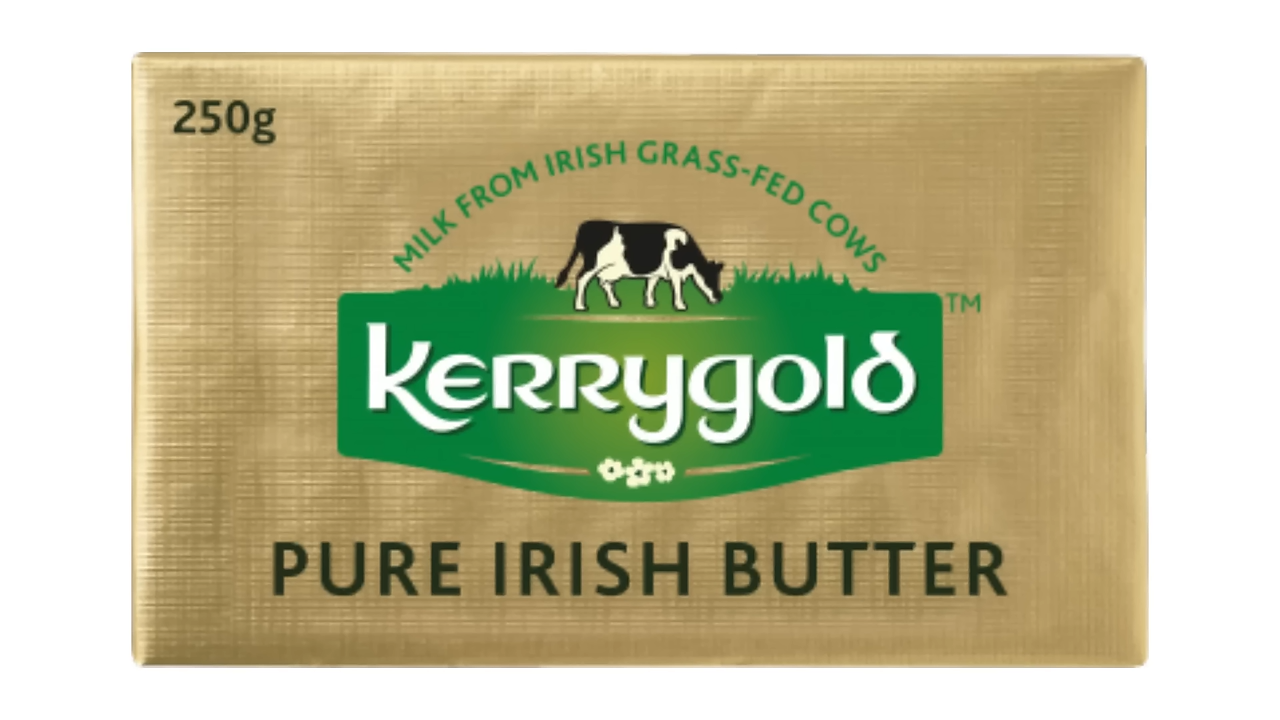 250g
MILK FROM IRISH GRASS-FED COWS
TM
Kerrygold
PURE IRISH BUTTER